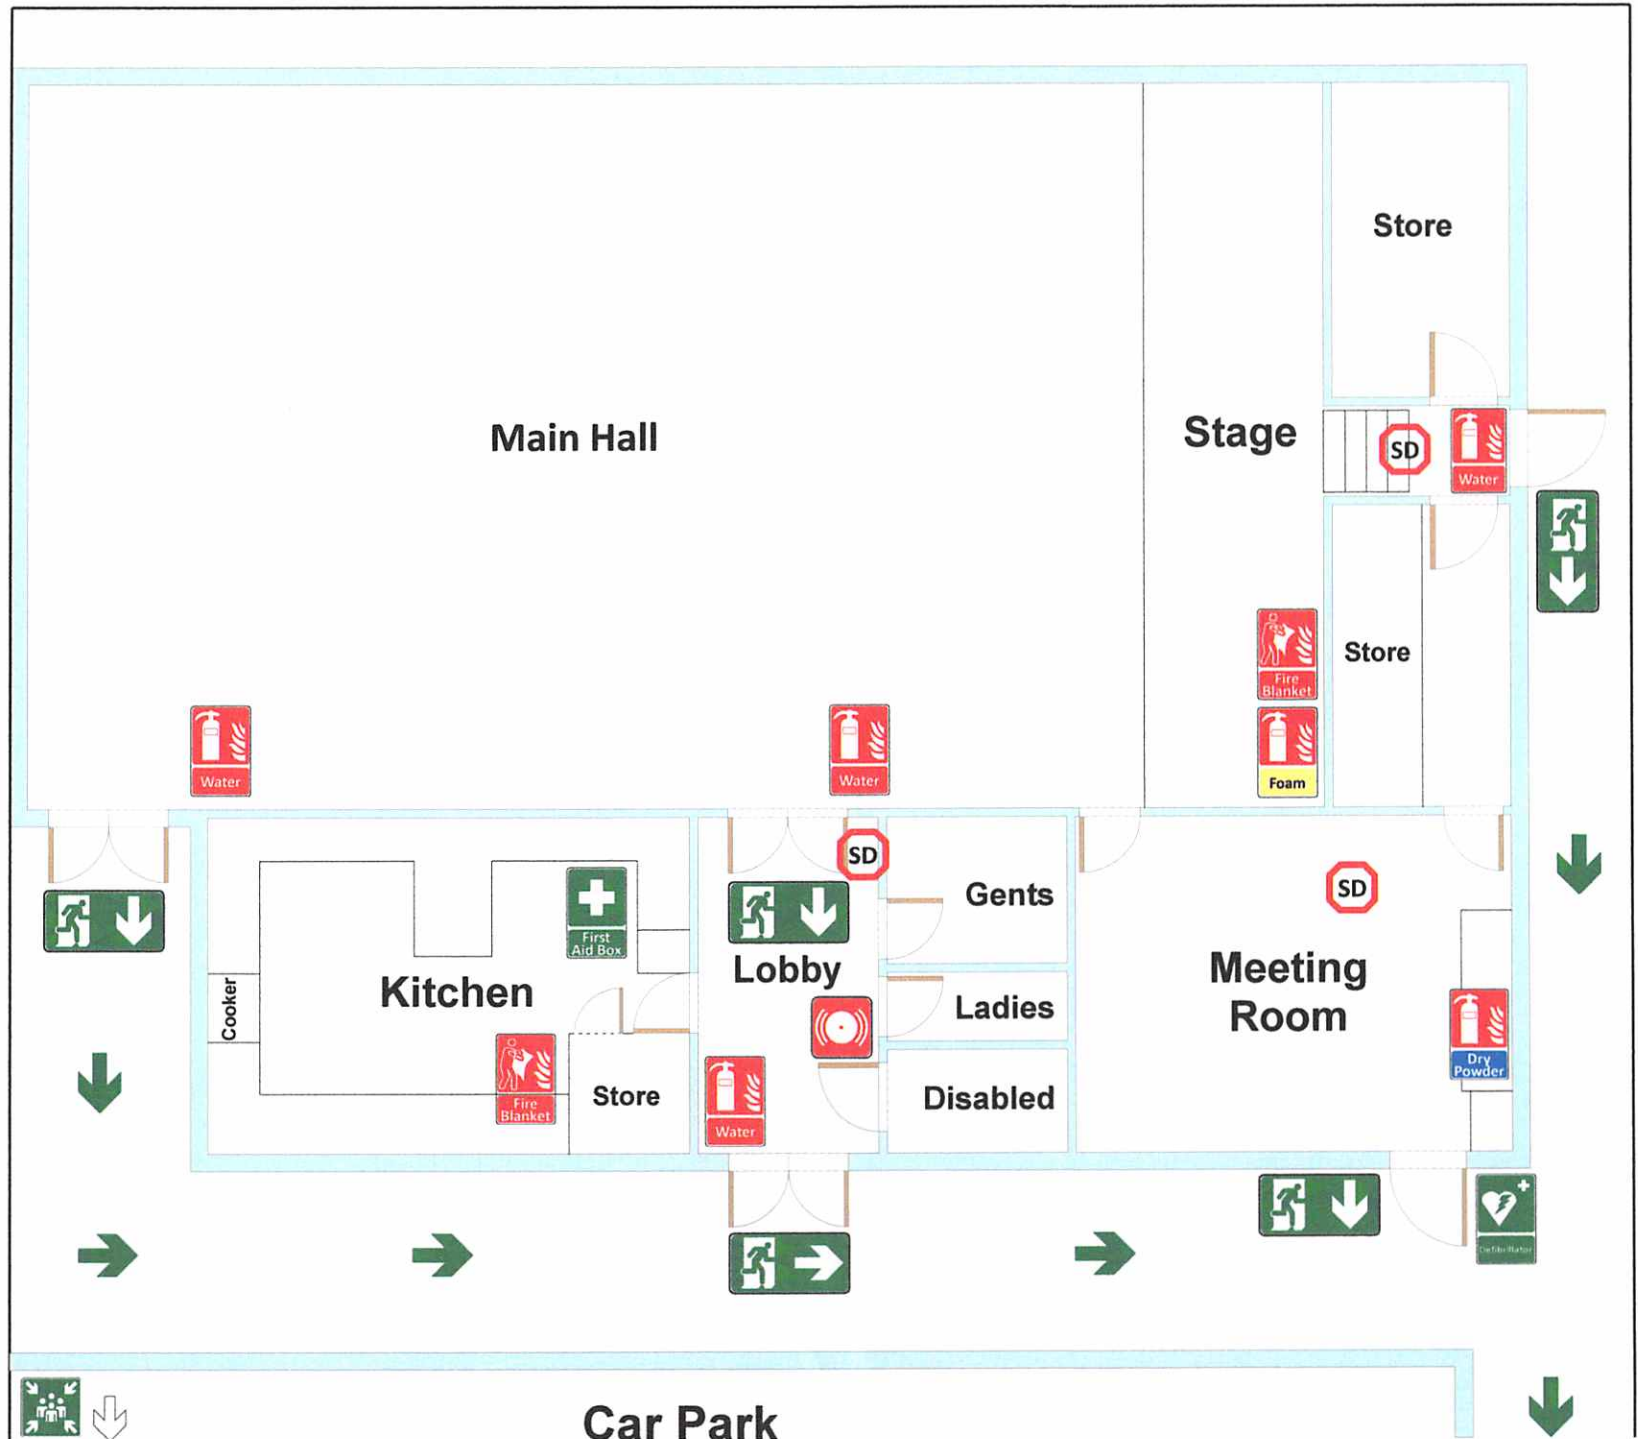 Store
Main Hall
Stage
SD
Water
Store
Fire
Blanket
Foam
Water
Water
SD
Gents
SD
First
Aid Box
Lobby
Meeting
Room
Kitchen
Cooker
Ladies
Dry
Powder
Fire
Blanket
Store
Disabled
Water
Defibrillator
Car Park